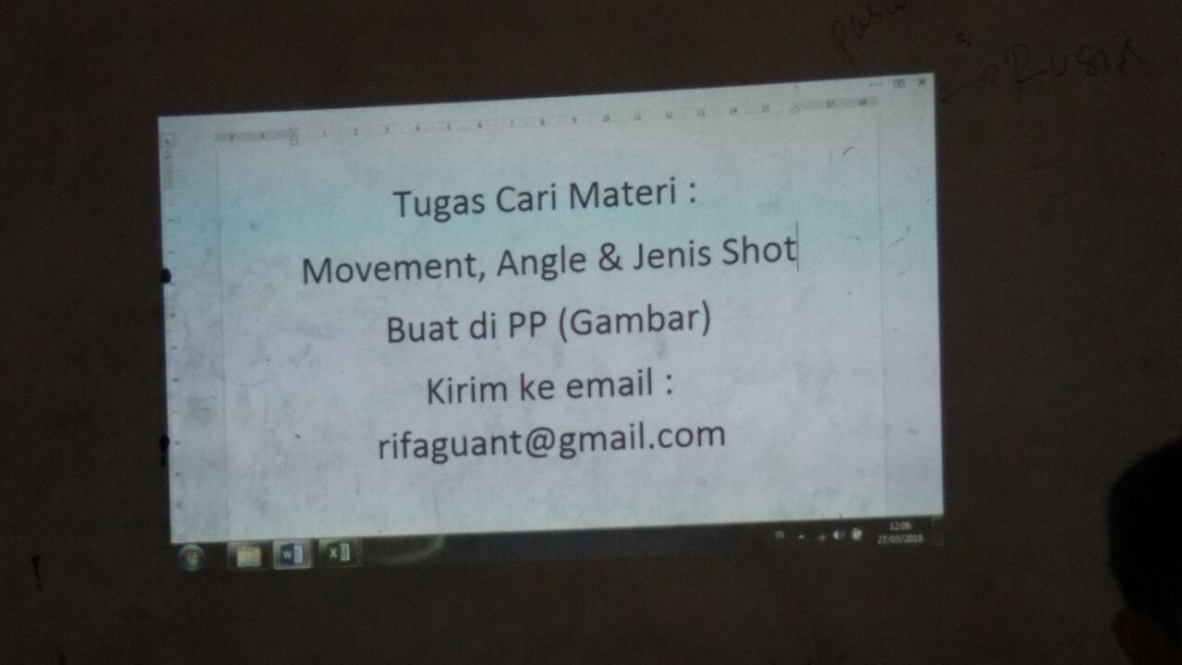 RUSIA
Tugas Cari Materi :
Movement, Angle & Jenis Shot
Buat di PP (Gambar)
Kirim ke email :
rifaguant@gmail.com
12:06
27/03/2018